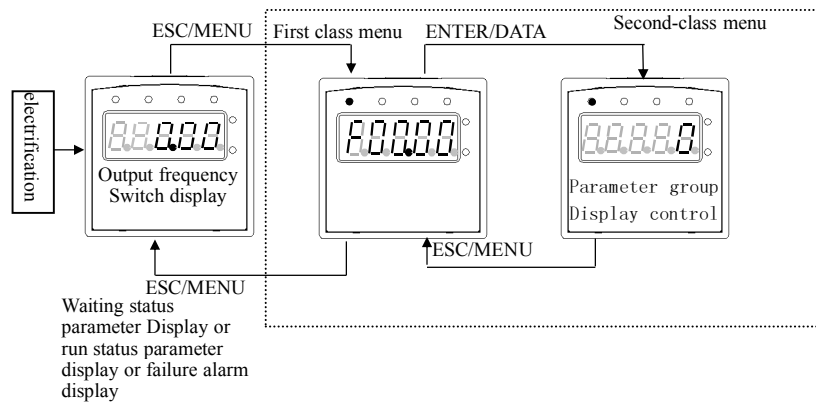 ESC/MENU
First class menu
ENTER/DATA
Second-class menu
electrification
0.00
F00.00
0
Output frequency
Switch display
Parameter group
Display control
ESC/MENU
ESC/MENU
Waiting status
parameter Display or
run status parameter
display or failure alarm
display